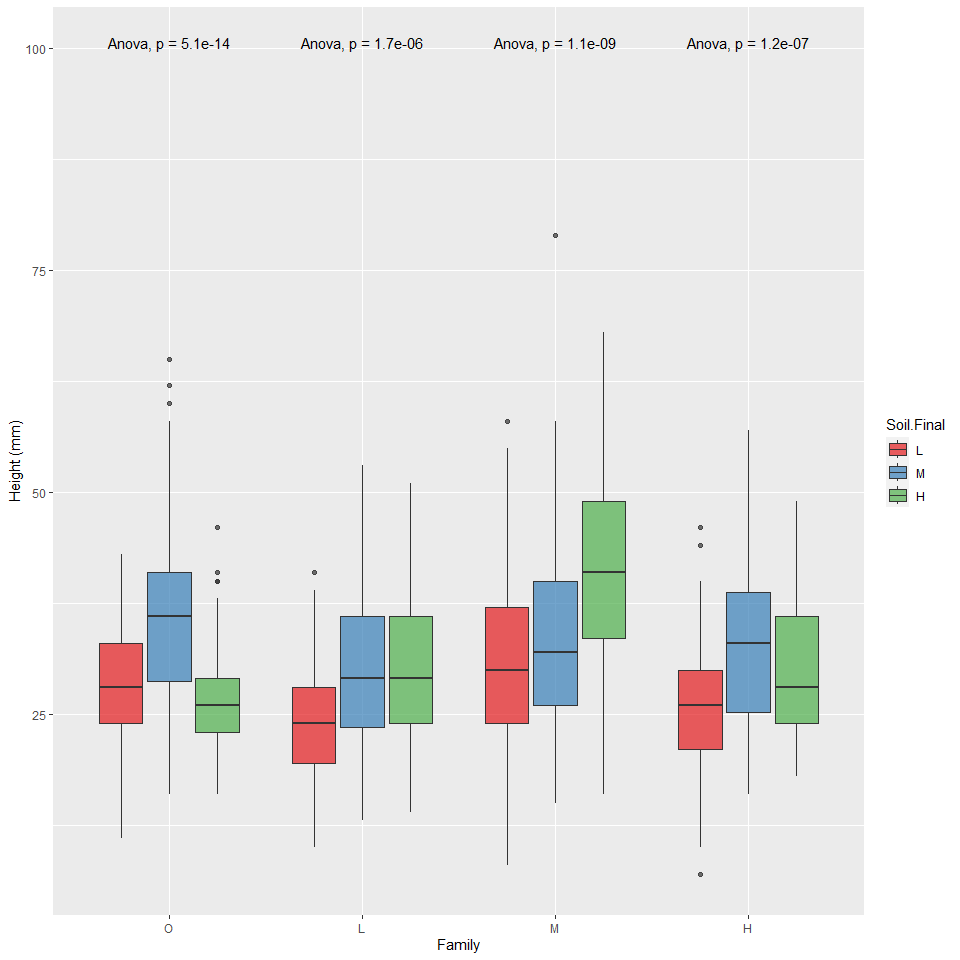 Anova, p = 5.1e-14 Anova, p = 1.7e-06 Anova, p = 1.1e-09 Anova, p = 1.2e-07
100
75
50
25
Height (mm)
O L M H
Family
Soil.Final
L
M
H